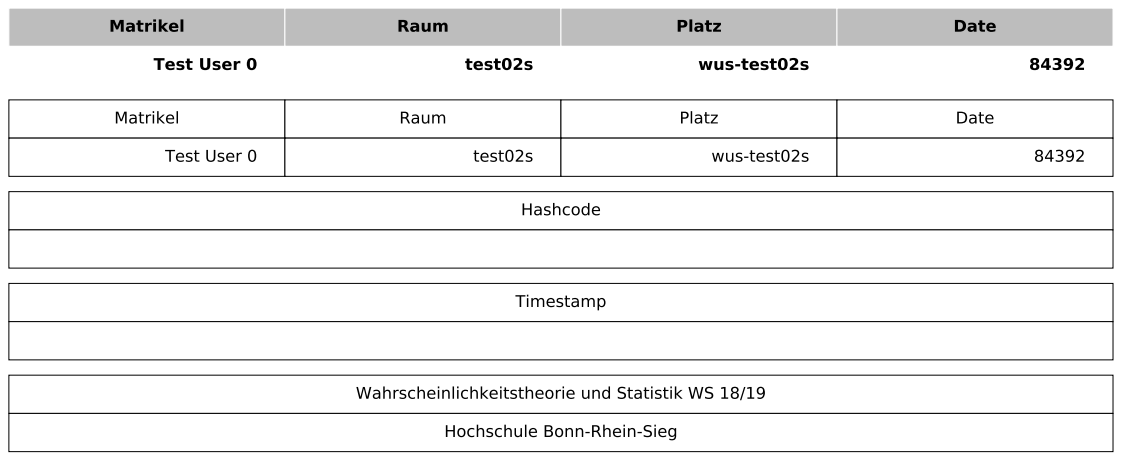 Matrikel Raum Platz Date
Test User 0 test02s wus-test02s 84392
Matrikel Raum Platz Date
Test User 0 test02s wus-test02s 84392
Hashcode
Timestamp
Wahrscheinlichkeitstheorie und Statistik WS 18/19
Hochschule Bonn-Rhein-Sieg